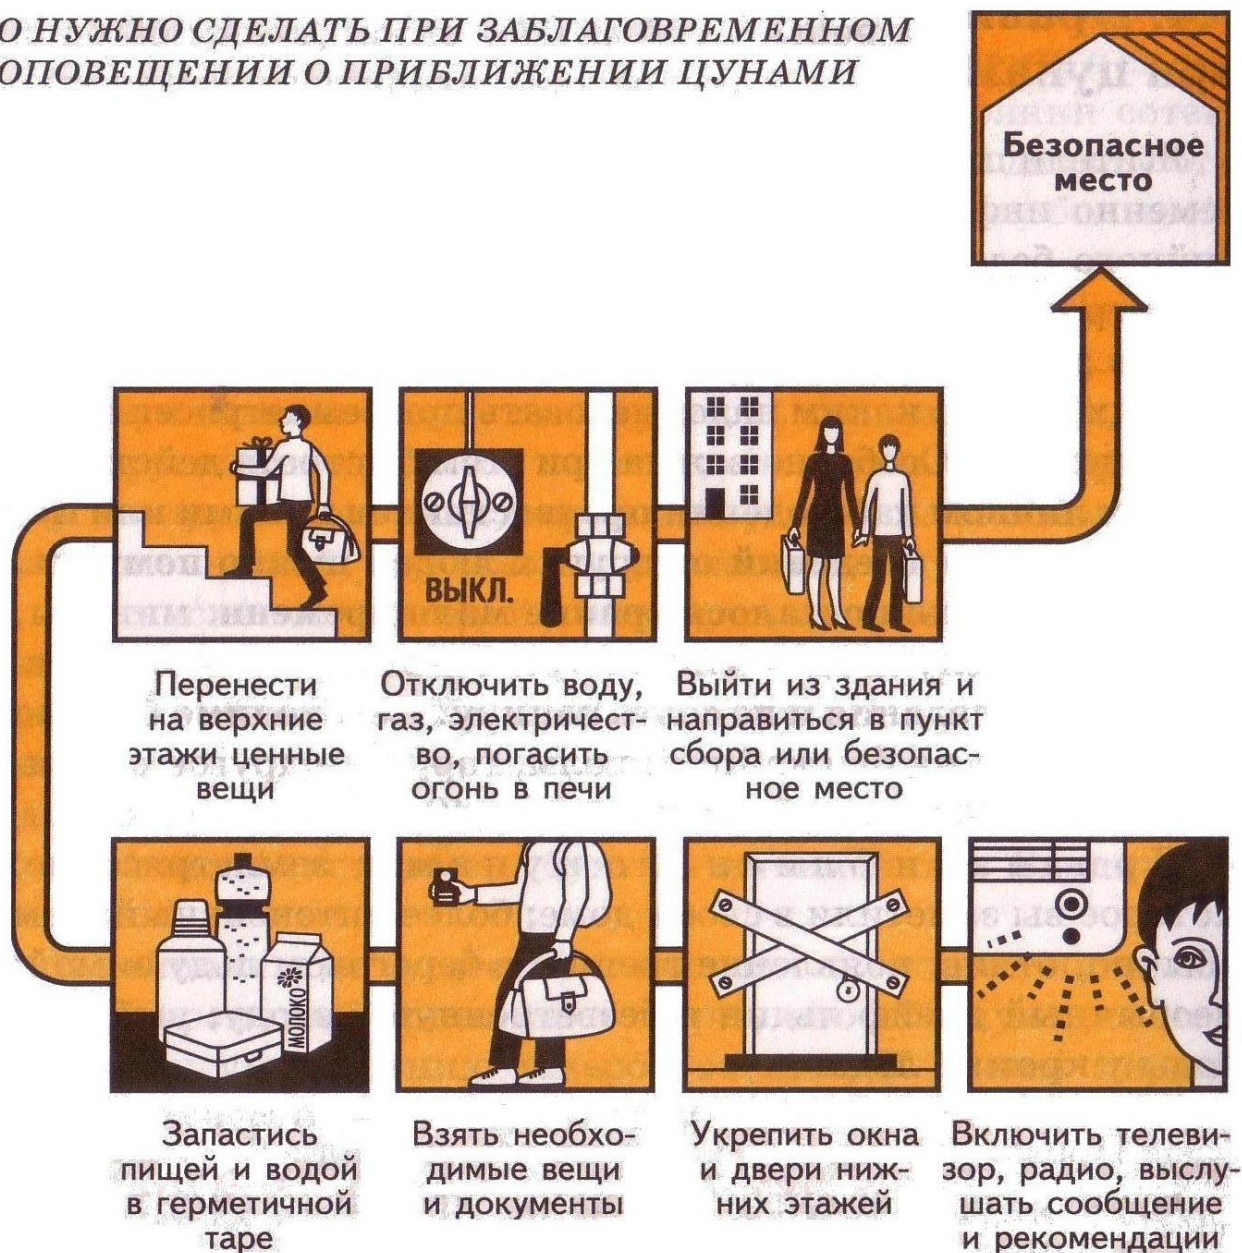 О НУЖНО СДЕЛАТЬ ПРИ ЗАБЛАГОВРЕМЕННОМ
ОПОВЕЩЕНИИ О ПРИБЛИЖЕНИИ ЦУНАМИ
Безопасное
место
ВЫКЛ.
Перенести
на верхние
этажи ценные
вещи
Отключить воду,
газ, электричест-
во, погасить
огонь в печи
Выйти из здания и
направиться в пункт
сбора или безопас-
ное место
МОЛОКО
Запастись
пищей и водой
в герметичной
таре
Взять необхо-
димые вещи
и документы
Укрепить окна
и двери ниж-
них этажей
Включить телеви-
зор, радио, выслу-
шать сообщение
и рекомендации